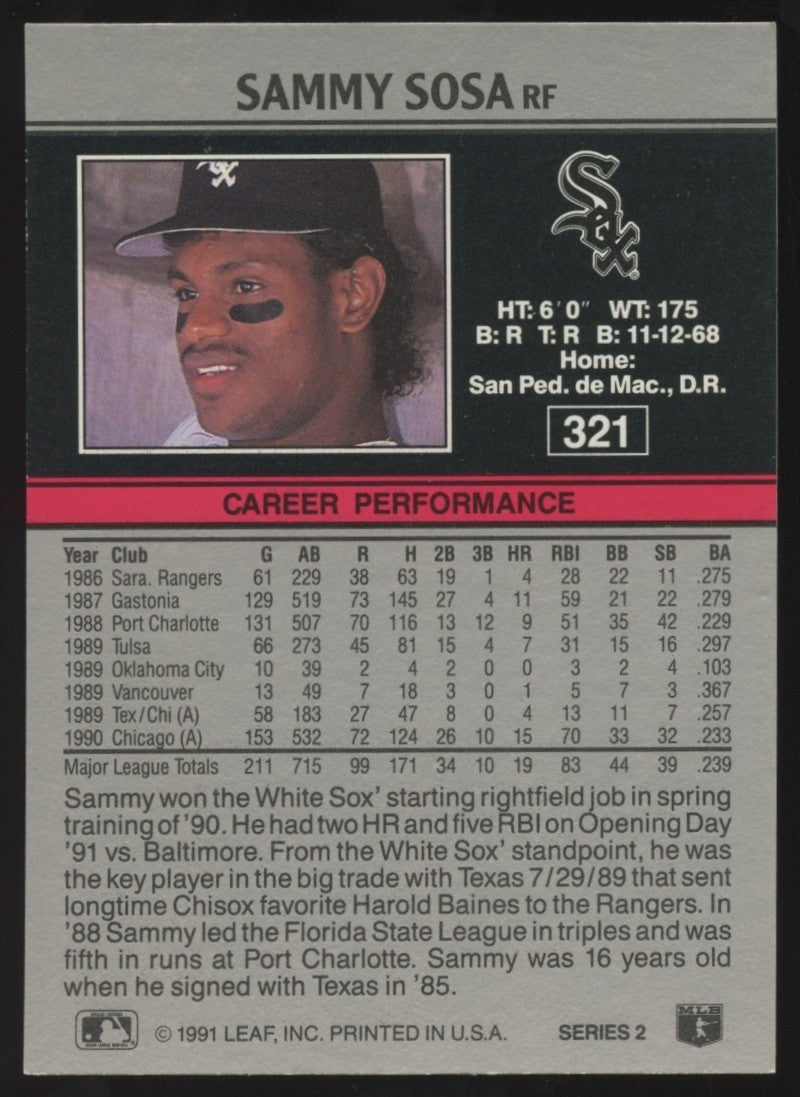 SAMMY SOSA RF
Sox
HT: 6'0" WT: 175
B: R T: R B: 11-12-68
Home:
San Ped. de Mac., D.R.
321
CAREER PERFORMANCE
Year Club G AB R H 2B 3B HR RBI BB SB BA
1986 Sara. Rangers 61 229 38 63 19 1 4 28 22 11 .275
1987 Gastonia 129 519 73 145 27 4 11 59 21 22 .279
1988 Port Charlotte 131 507 70 116 13 12 9 51 35 42 .229
1989 Tulsa 66 273 45 81 15 4 7 31 15 16 .297
1989 Oklahoma City 10 39 2 4 2 0 0 3 2 4 .103
1989 Vancouver 13 49 7 18 3 0 1 5 7 3 .367
1989 Tex/Chi (A) 58 183 27 47 8 0 4 13 11 7 .257
1990 Chicago (A) 153 532 72 124 26 10 15 70 33 32 .233
Major League Totals 211 715 99 171 34 10 19 83 44 39 .239
Sammy won the White Sox' starting rightfield job in spring
training of '90. He had two HR and five RBI on Opening Day
'91 vs. Baltimore. From the White Sox' standpoint, he was
the key player in the big trade with Texas 7/29/89 that sent
longtime Chisox favorite Harold Baines to the Rangers. In
'88 Sammy led the Florida State League in triples and was
fifth in runs at Port Charlotte. Sammy was 16 years old
when he signed with Texas in '85.
© 1991 LEAF, INC. PRINTED IN U.S.A. SERIES 2
MLB